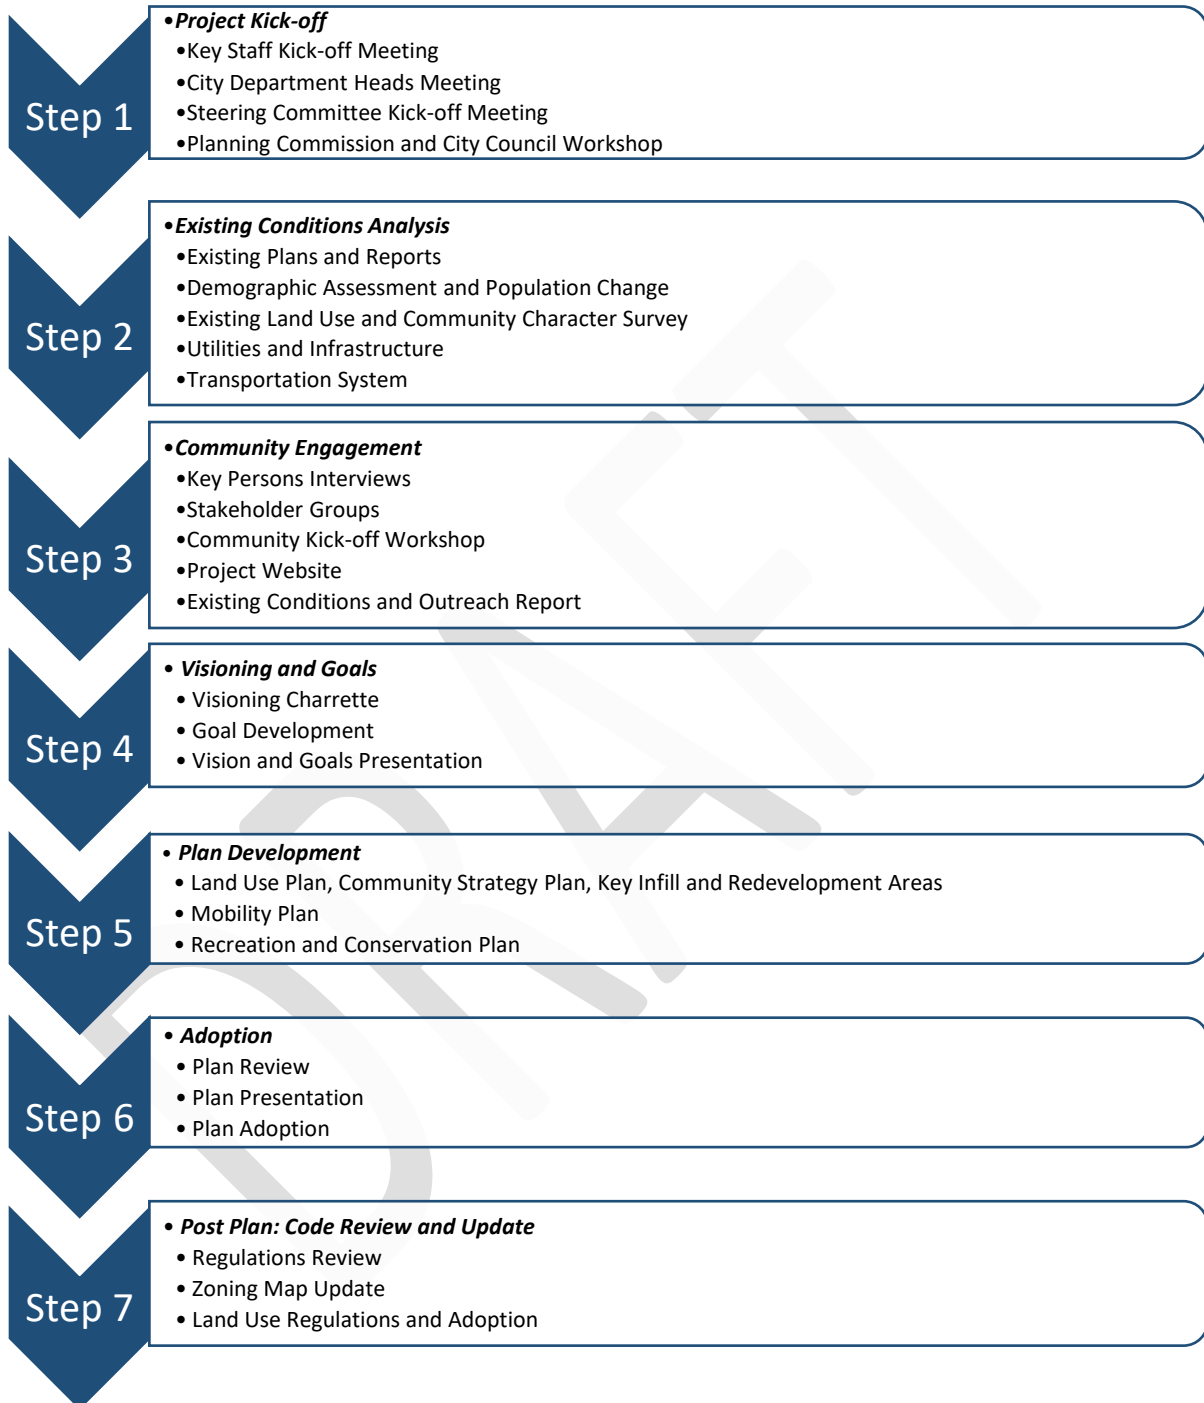 Step 1
•Project Kick-off
•Key Staff Kick-off Meeting
•City Department Heads Meeting
•Steering Committee Kick-off Meeting
•Planning Commission and City Council Workshop
Step 2
•Existing Conditions Analysis
•Existing Plans and Reports
•Demographic Assessment and Population Change
•Existing Land Use and Community Character Survey
•Utilities and Infrastructure
•Transportation System
Step 3
•Community Engagement
•Key Persons Interviews
•Stakeholder Groups
•Community Kick-off Workshop
•Project Website
•Existing Conditions and Outreach Report
Step 4
• Visioning and Goals
• Visioning Charrette
• Goal Development
• Vision and Goals Presentation
Step 5
• Plan Development
• Land Use Plan, Community Strategy Plan, Key Infill and Redevelopment Areas
• Mobility Plan
• Recreation and Conservation Plan
Step 6
• Adoption
• Plan Review
• Plan Presentation
• Plan Adoption
Step 7
• Post Plan: Code Review and Update
• Regulations Review
• Zoning Map Update
• Land Use Regulations and Adoption
DRAFT